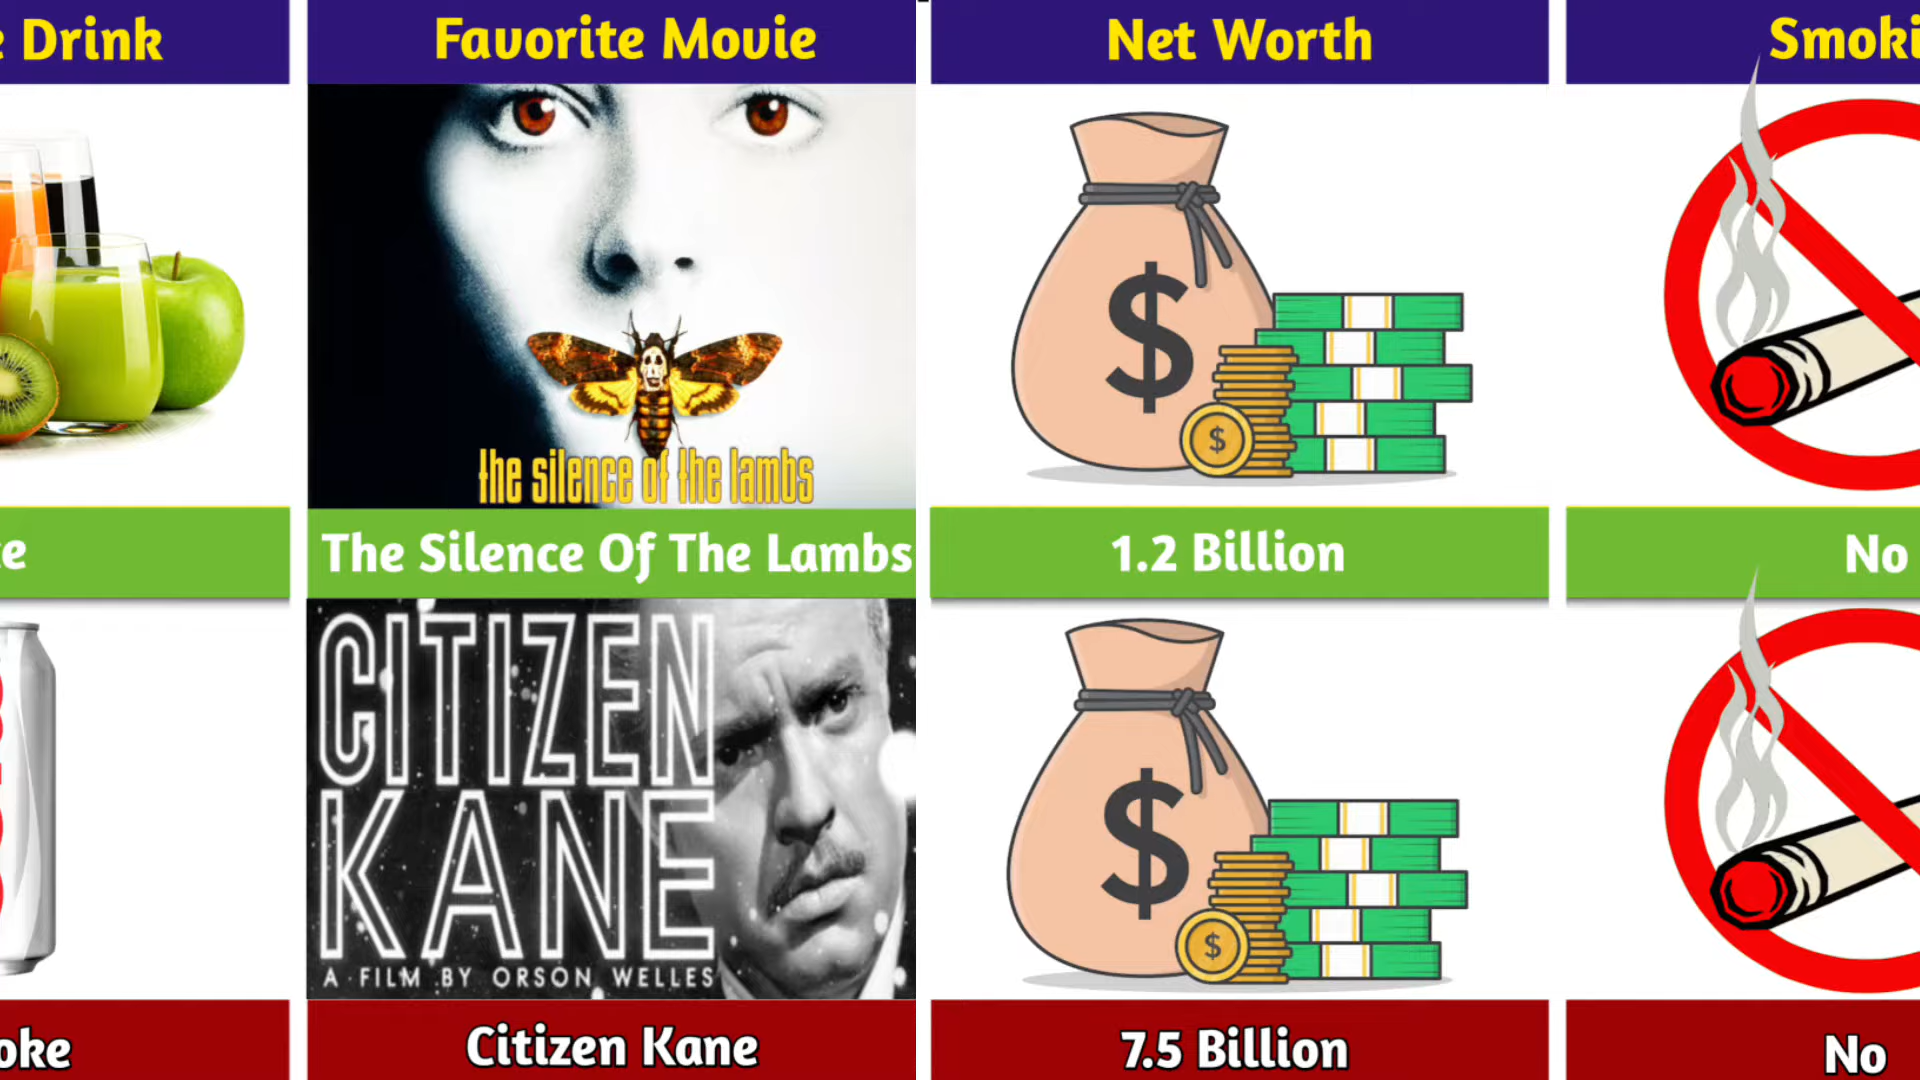 Drink
Favorite Movie
Net Worth
Smoki
the silence of the lambs
$
$
The Silence Of The Lambs
1.2 Billion
No
CITIZEN
KANE
A FILM BY ORSON WELLES
$
$
oke
Citizen Kane
7.5 Billion
No